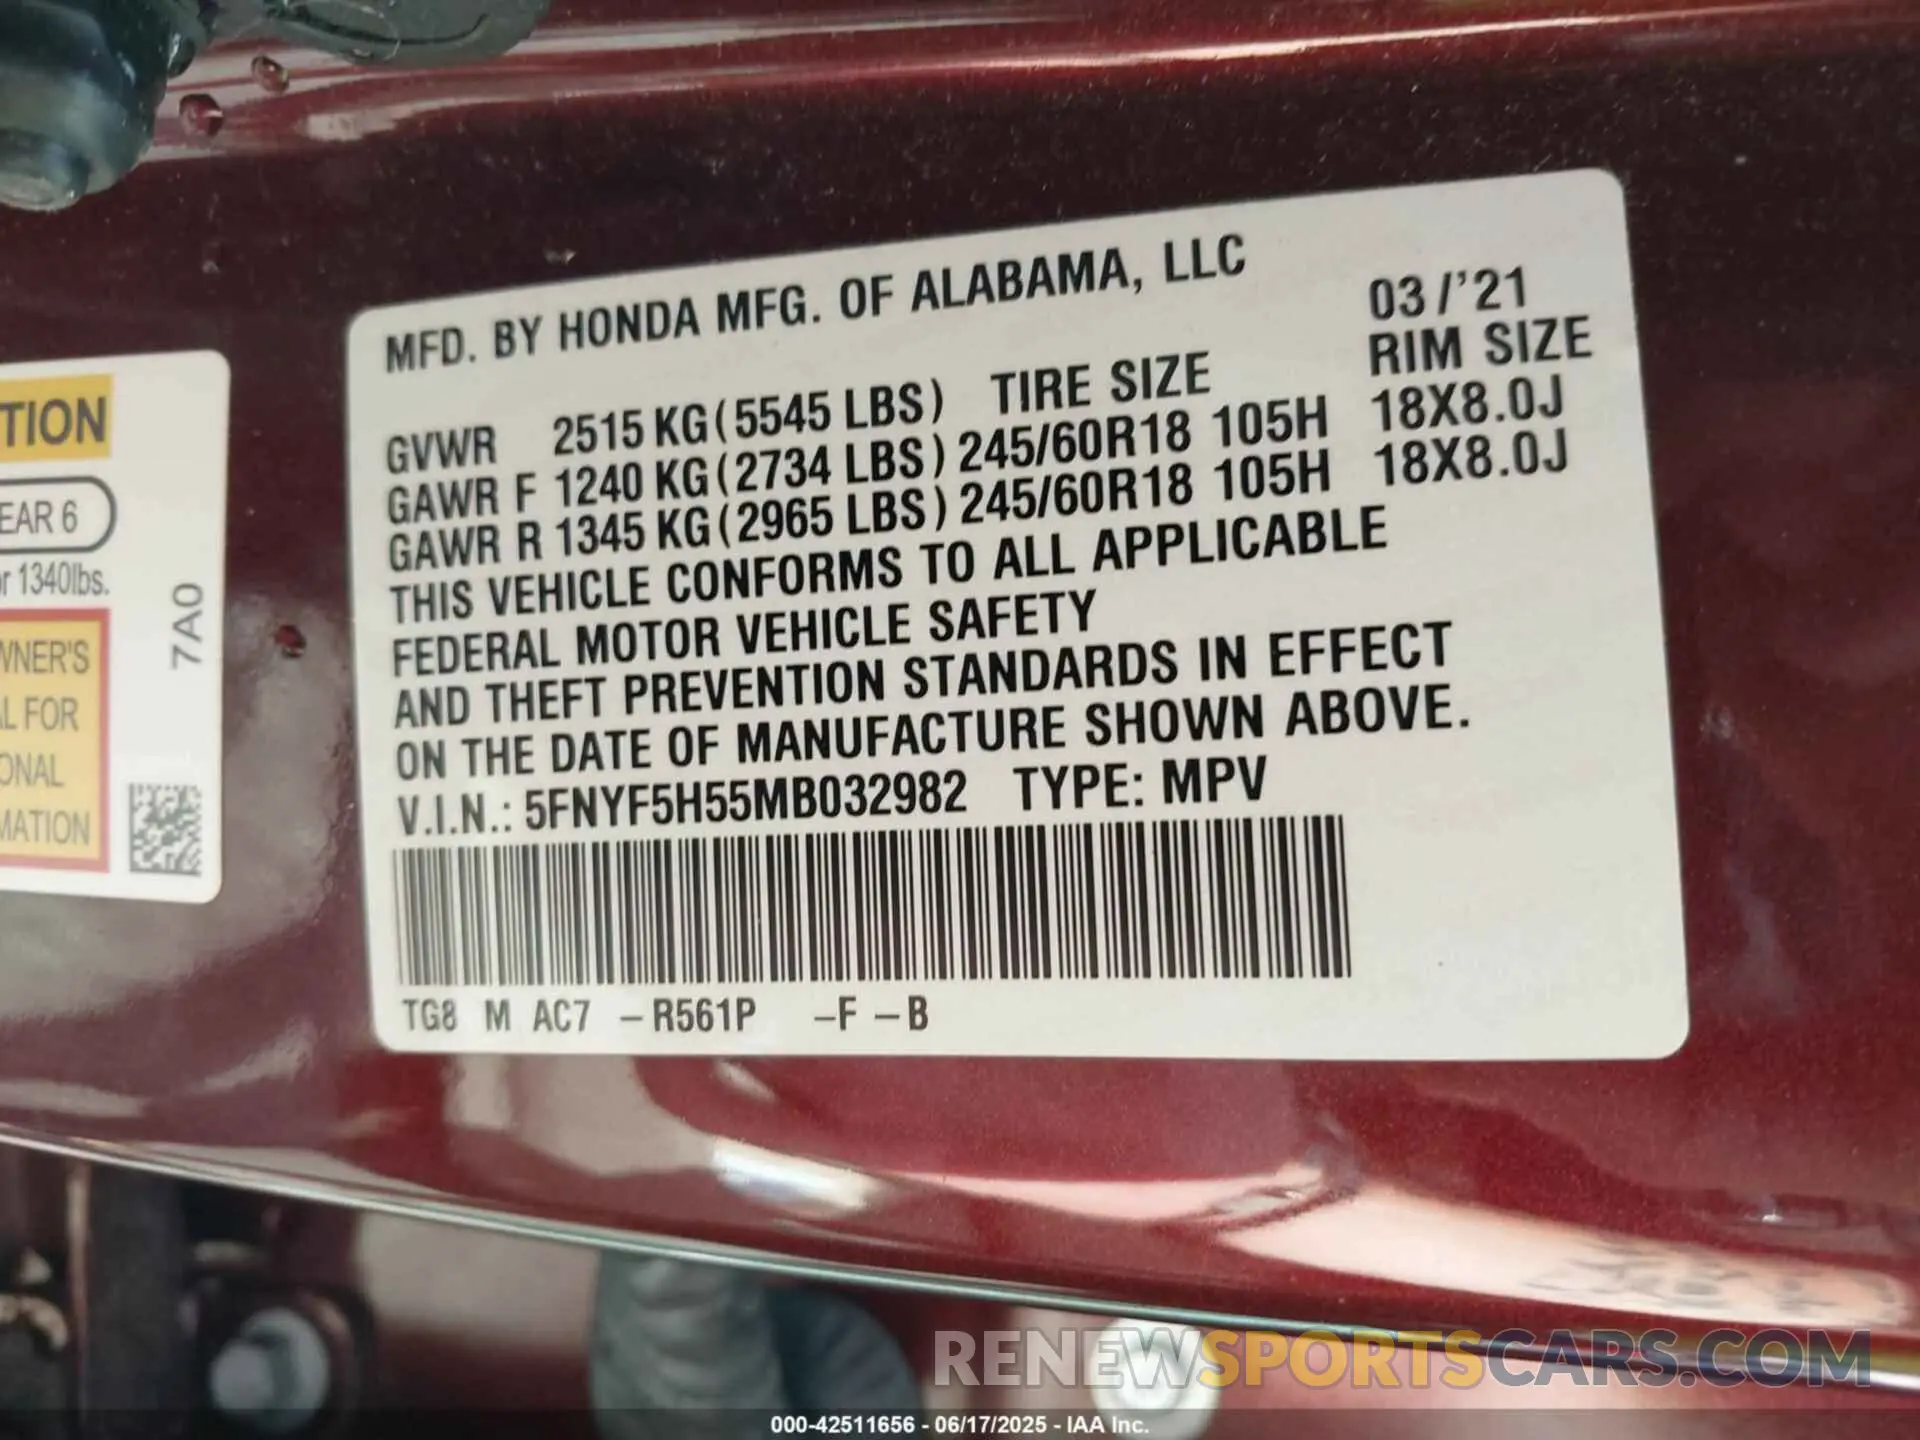 MFD. BY HONDA MFG. OF ALABAMA, LLC
03/'21
GVWR 2515 KG (5545 LBS) TIRE SIZE RIM SIZE
GAWR F 1240 KG (2734 LBS) 245/60R18 105H 18X8.0J
GAWR R 1345 KG (2965 LBS) 245/60R18 105H 18X8.0J
THIS VEHICLE CONFORMS TO ALL APPLICABLE
FEDERAL MOTOR VEHICLE SAFETY
AND THEFT PREVENTION STANDARDS IN EFFECT
ON THE DATE OF MANUFACTURE SHOWN ABOVE.
V.I.N.: 5FNYF5H55MB032982 TYPE: MPV
TG8 M AC7 –R561P –F –B
TION
EAR 6
r 1340lbs.
WNER'S
L FOR
ONAL
MATION
7A0
RENEWSPORTSCARS.COM
000-42511656 - 06/17/2025 - IAA Inc.